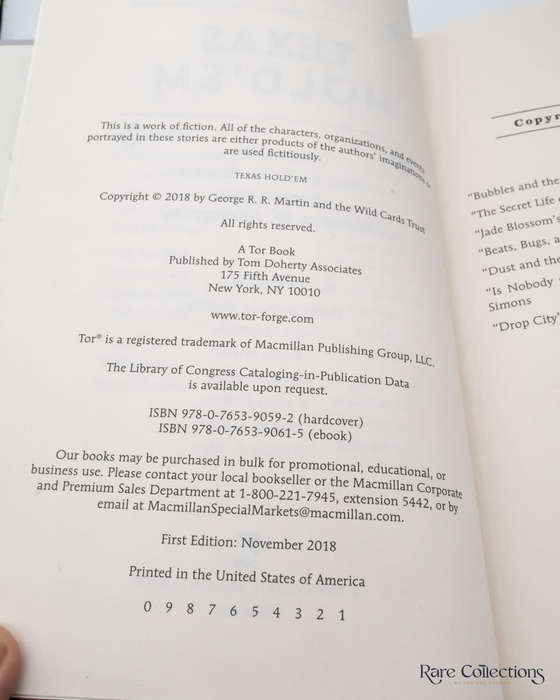 This is a work of fiction. All of the characters, organizations, and events
portrayed in these stories are either products of the authors' imaginations or
are used fictitiously.
TEXAS HOLD'EM
Copyright © 2018 by George R. R. Martin and the Wild Cards Trust
All rights reserved.
A Tor Book
Published by Tom Doherty Associates
175 Fifth Avenue
New York, NY 10010
www.tor-forge.com
Tor® is a registered trademark of Macmillan Publishing Group, LLC.
The Library of Congress Cataloging-in-Publication Data
is available upon request.
ISBN 978-0-7653-9059-2 (hardcover)
ISBN 978-0-7653-9061-5 (ebook)
Our books may be purchased in bulk for promotional, educational, or
business use. Please contact your local bookseller or the Macmillan Corporate
and Premium Sales Department at 1-800-221-7945, extension 5442, or by
email at MacmillanSpecialMarkets@macmillan.com.
First Edition: November 2018
Printed in the United States of America
0 9 8 7 6 5 4 3 2 1
Copyr
"Bubbles and the
"The Secret Life
"Jade Blossom's
"Beats, Bugs, a
"Dust and the
"Is Nobody
Simons
"Drop City"
Rare Collections